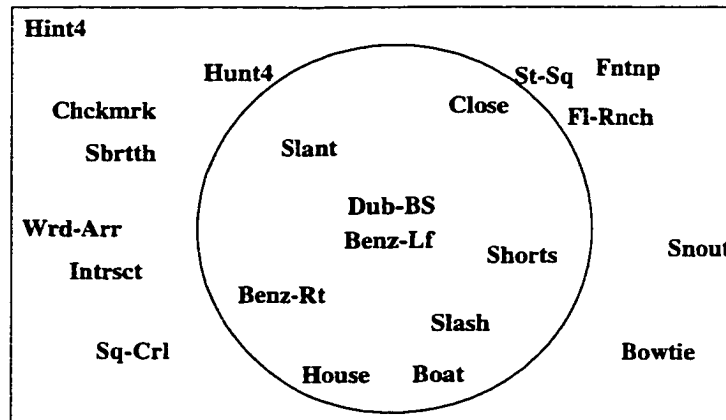 Hint4
Hunt4
St-Sq
Fntnp
Chckmrk
Close
Fl-Rnch
Sbrtth
Slant
Dub-BS
Wrd-Arr
Benz-Lf
Shorts
Snout
Intrsct
Benz-Rt
Slash
Sq-Crl
House
Boat
Bowtie